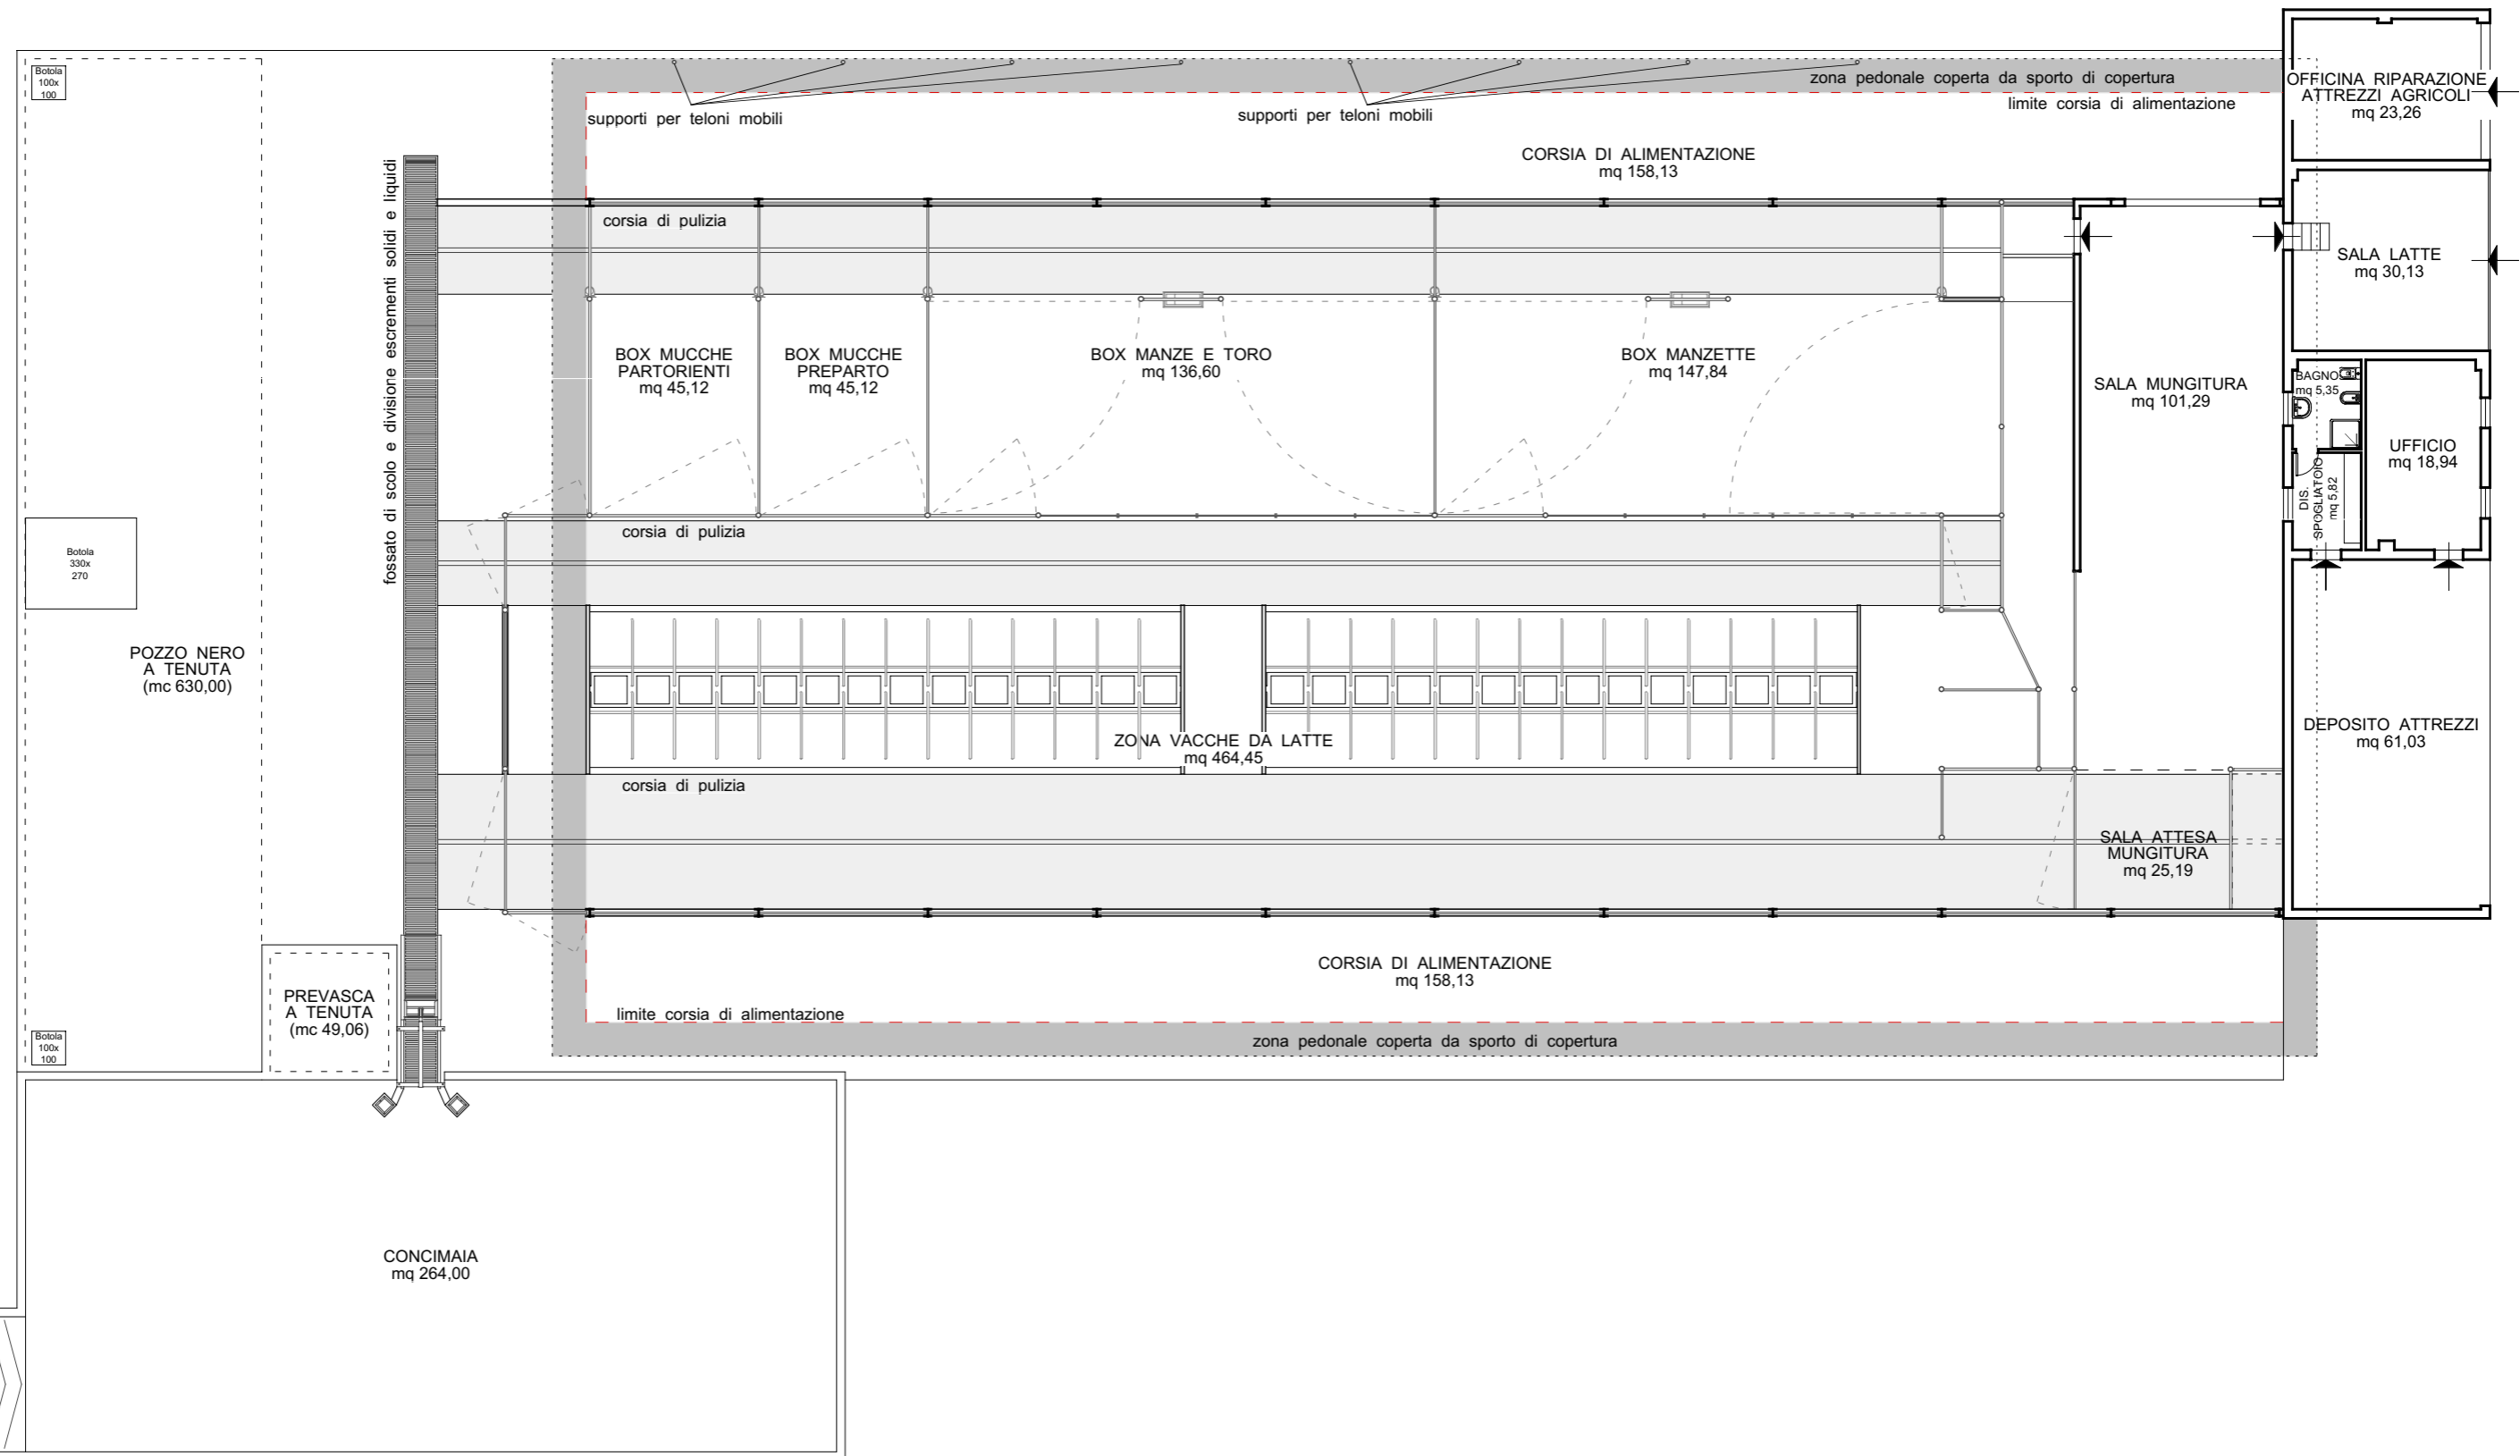 Botola
100x
100
zona pedonale coperta da sporto di copertura
OFFICINA RIPARAZIONE
ATTREZZI AGRICOLI
mq 23,26
limite corsia di alimentazione
supporti per teloni mobili
supporti per teloni mobili
CORSIA DI ALIMENTAZIONE
mq 158,13
fossato di scolo e divisione escrementi solidi e liquidi
corsia di pulizia
SALA LATTE
mq 30,13
BOX MUCCHE
PARTORIENTI
mq 45,12
BOX MUCCHE
PREPARTO
mq 45,12
BOX MANZE E TORO
mq 136,60
BOX MANZETTE
mq 147,84
SALA MUNGITURA
mq 101,29
BAGNO
mq 5,35
UFFICIO
mq 18,94
DIS.
SPOGLIATOIO
mq 5,82
corsia di pulizia
Botola
330x
270
POZZO NERO
A TENUTA
(mc 630,00)
ZONA VACCHE DA LATTE
mq 464,45
DEPOSITO ATTREZZI
mq 61,03
corsia di pulizia
SALA ATTESA
MUNGITURA
mq 25,19
CORSIA DI ALIMENTAZIONE
mq 158,13
PREVASCA
A TENUTA
(mc 49,06)
limite corsia di alimentazione
zona pedonale coperta da sporto di copertura
Botola
100x
100
CONCIMAIA
mq 264,00